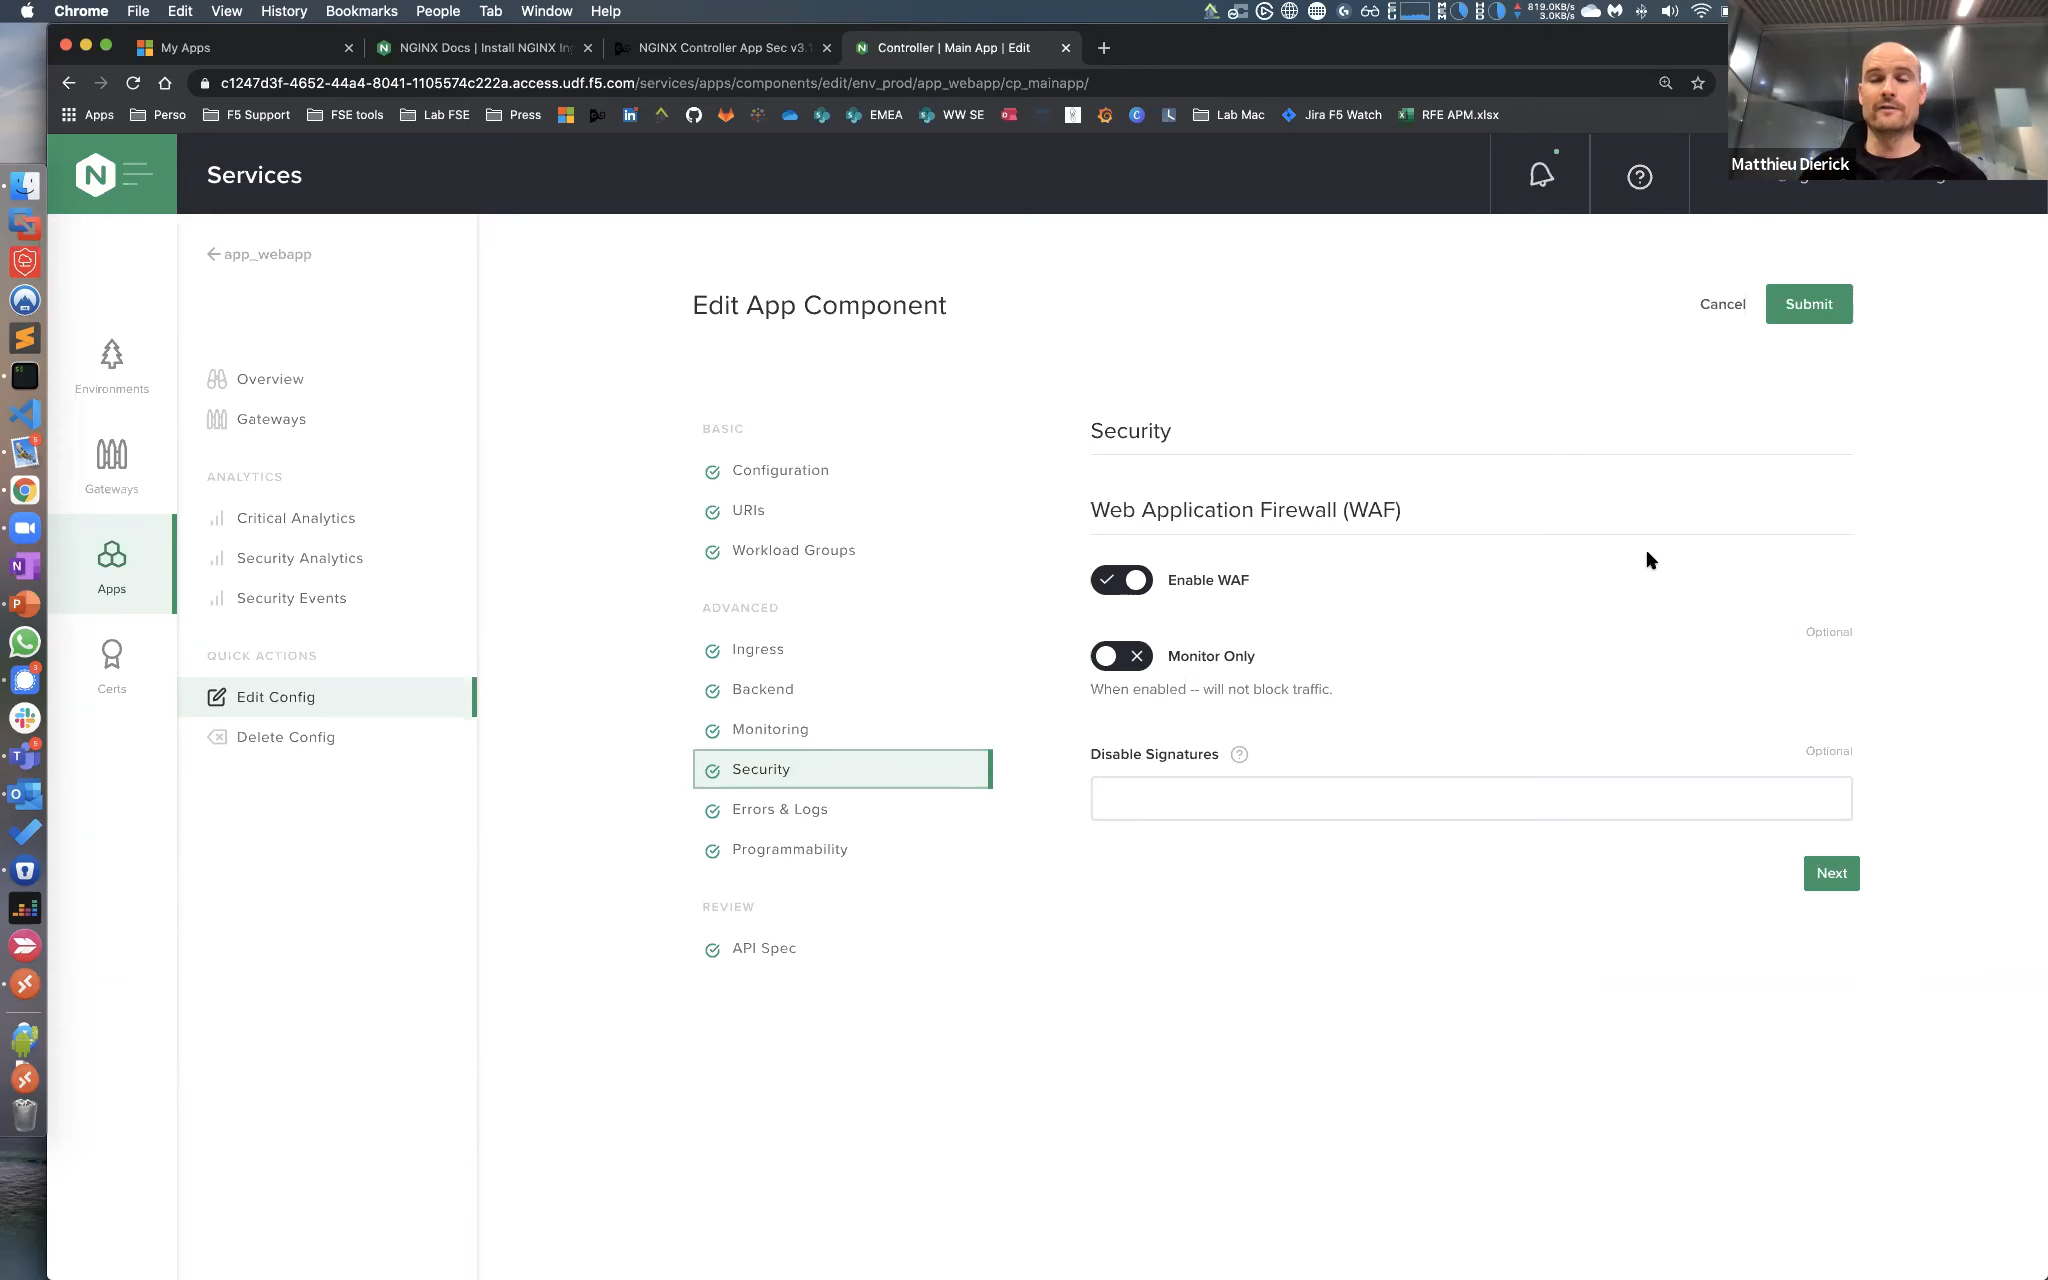 Chrome File Edit View History Bookmarks People Tab Window Help
819.0KB/s
3.0KB/s
My Apps
NGINX Docs | Install NGINX In
NGINX Controller App Sec v3.1
Controller | Main App | Edit
c1247d3f-4652-44a4-8041-1105574c222a.access.udf.f5.com/services/apps/components/edit/env_prod/app_webapp/cp_mainapp/
Apps Perso F5 Support FSE tools Lab FSE Press EMEA WW SE Lab Mac Jira F5 Watch RFE APM.xlsx
Matthieu Dierick
N
Services
app_webapp
Edit App Component
Cancel
Submit
Environments
Gateways
Apps
Certs
Overview
Gateways
ANALYTICS
Critical Analytics
Security Analytics
Security Events
QUICK ACTIONS
Edit Config
Delete Config
BASIC
Configuration
URIs
Workload Groups
ADVANCED
Ingress
Backend
Monitoring
Security
Errors & Logs
Programmability
REVIEW
API Spec
Security
Web Application Firewall (WAF)
Enable WAF
Optional
Monitor Only
When enabled -- will not block traffic.
Disable Signatures
Optional
Next